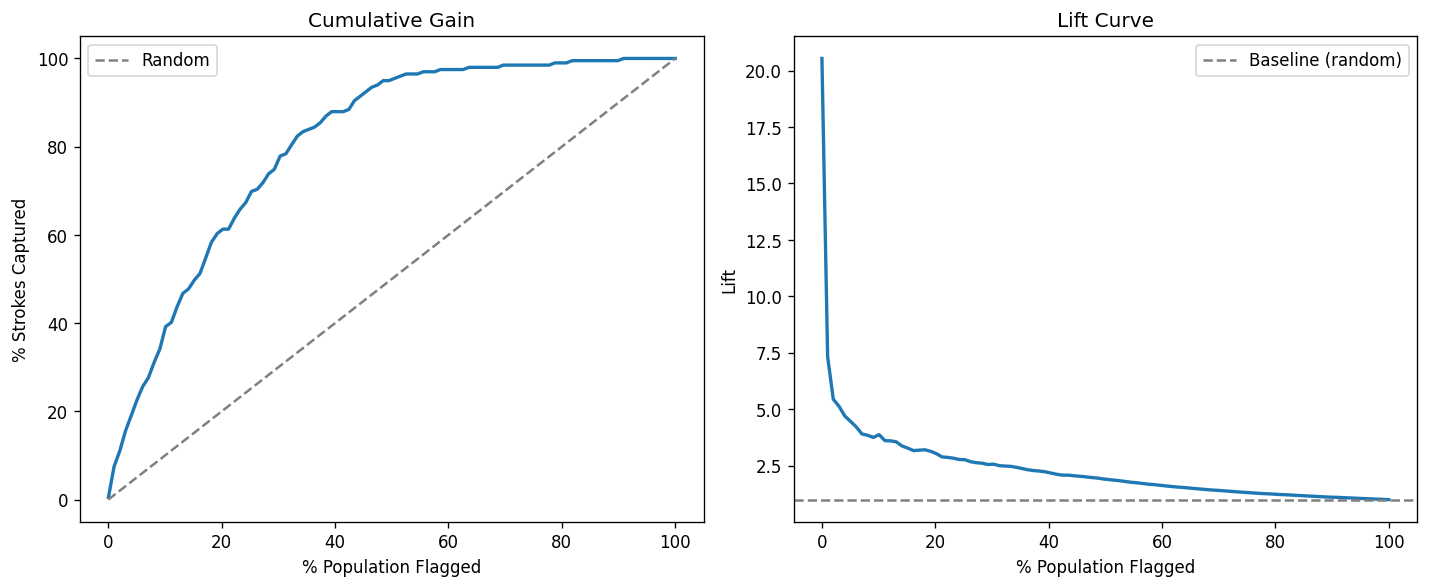 Cumulative Gain
Random
100
80
60
40
20
0
% Strokes Captured
0 20 40 60 80 100
% Population Flagged
Lift Curve
Baseline (random)
20.0
17.5
15.0
12.5
10.0
7.5
5.0
2.5
Lift
0 20 40 60 80 100
% Population Flagged